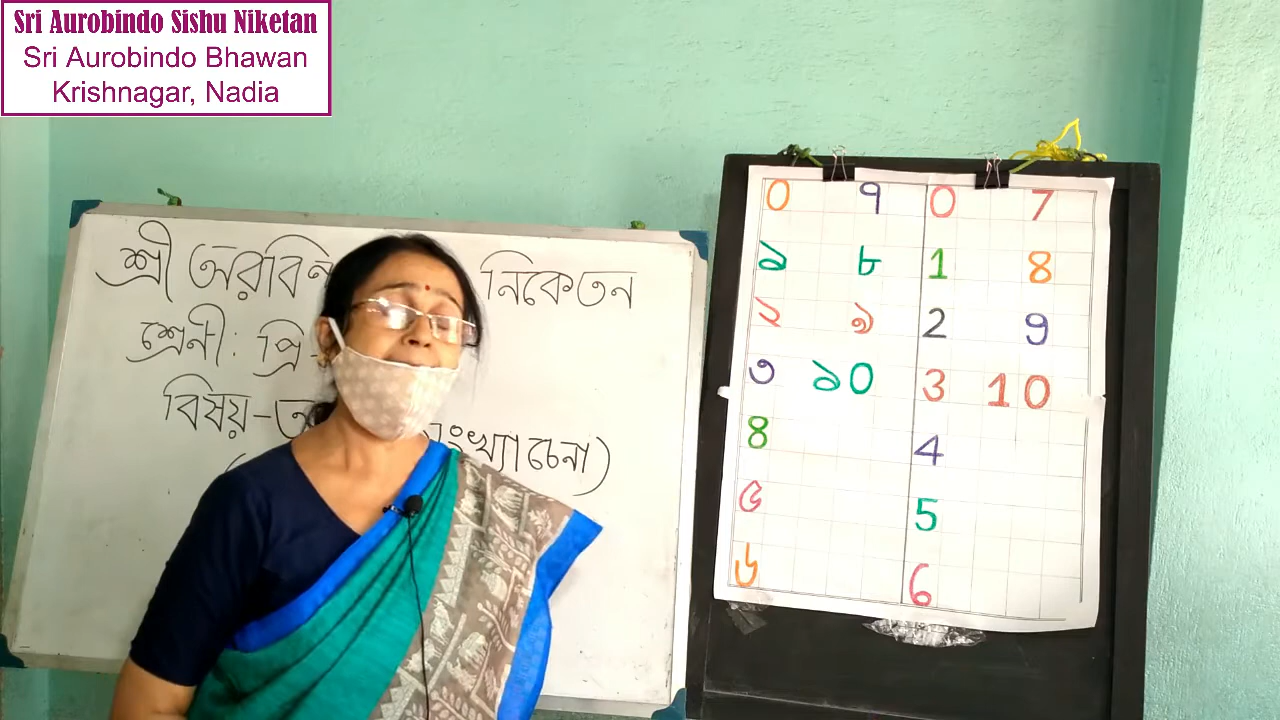 Sri Aurobindo Sishu Niketan
Sri Aurobindo Bhawan
Krishnagar, Nadia
শ্রী অরবিন্দ নিকেতন
শ্রেনী: প্রি-
বিষয়-
সংখ্যা চেনা)
০ ৭ 0 7
১ ৮ 1 8
২ ৯ 2 9
৩ ১০ 3 10
৪ 4
৫ 5
৬ 6